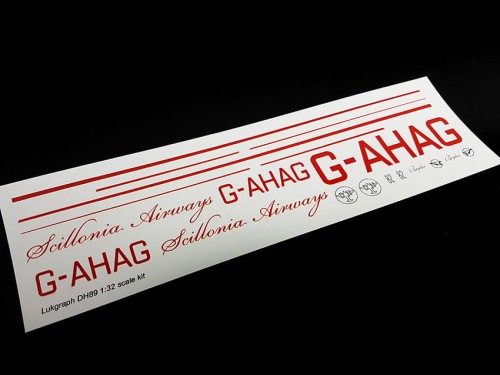 G-AHAG
G-AHAG
Scillonia Airways
Scillonia Airways
G-AHAG
Lukgraph DH89 1:32 scale kit